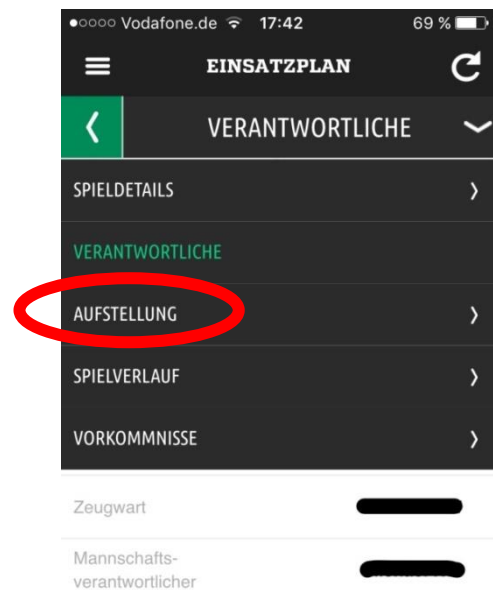 Vodafone.de 17:42 69 %
EINSATZPLAN
VERANTWORTLICHE
SPIELDETAILS
VERANTWORTLICHE
AUFSTELLUNG
SPIELVERLAUF
VORKOMMNISSE
Zeugwart
Mannschafts-
verantwortlicher